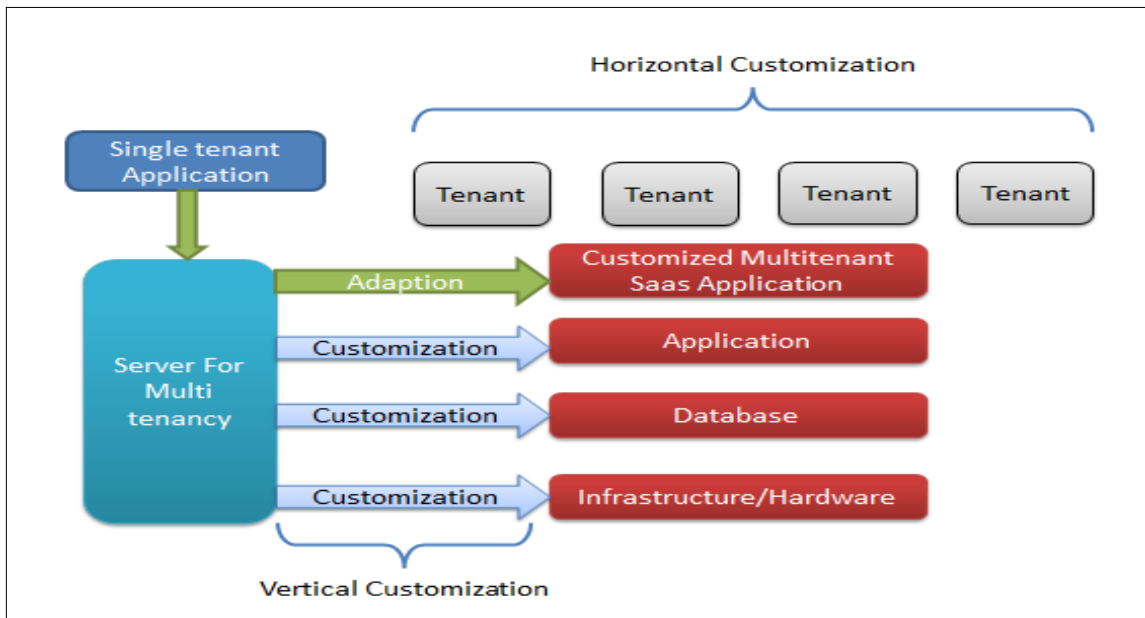 Horizontal Customization
Single tenant
Application
Tenant
Tenant
Tenant
Tenant
Adaption
Customized Multitenant
Saas Application
Customization
Application
Server For
Multi
tenancy
Customization
Database
Customization
Infrastructure/Hardware
Vertical Customization